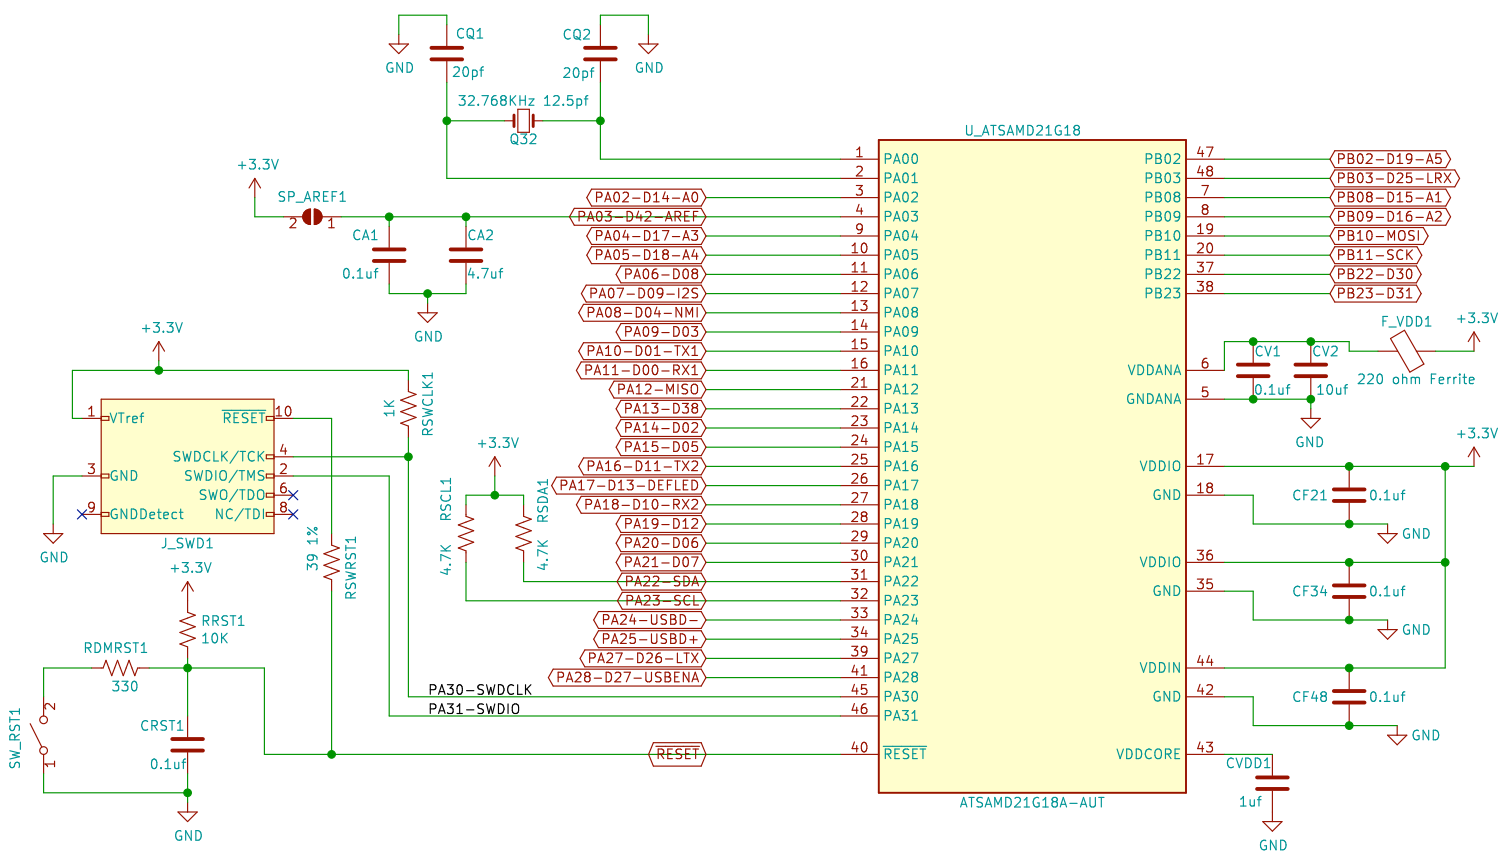 CQ1
CQ2
GND
20pf
20pf
GND
32.768KHz 12.5pf
Q32
U_ATSAMD21G18
+3.3V
SP_AREF1
2
1
CA1
0.1uf
CA2
4.7uf
GND
PA02-D14-A0
PA03-D42-AREF
PA04-D17-A3
PA05-D18-A4
PA06-D08
PA07-D09-I2S
PA08-D04-NMI
PA09-D03
PA10-D01-TX1
PA11-D00-RX1
PA12-MISO
PA13-D38
PA14-D02
PA15-D05
PA16-D11-TX2
PA17-D13-DEFLED
PA18-D10-RX2
PA19-D12
PA20-D06
PA21-D07
PA22-SDA
PA23-SCL
PA24-USBD-
PA25-USBD+
PA27-D26-LTX
PA28-D27-USBENA
PA30-SWDCLK
PA31-SWDIO
RESET
1 PA00
2 PA01
3 PA02
4 PA03
9 PA04
10 PA05
11 PA06
12 PA07
13 PA08
14 PA09
15 PA10
16 PA11
21 PA12
22 PA13
23 PA14
24 PA15
25 PA16
26 PA17
27 PA18
28 PA19
29 PA20
30 PA21
31 PA22
32 PA23
33 PA24
34 PA25
39 PA27
41 PA28
45 PA30
46 PA31
40 RESET
ATSAMD21G18A-AUT
PB02 47 PB02-D19-A5
PB03 48 PB03-D25-LRX
PB08 7 PB08-D15-A1
PB09 8 PB09-D16-A2
PB10 19 PB10-MOSI
PB11 20 PB11-SCK
PB22 37 PB22-D30
PB23 38 PB23-D31
VDDANA 6
GNDANA 5
CV1
0.1uf
CV2
10uf
F_VDD1
220 ohm Ferrite
+3.3V
GND
+3.3V
VDDIO 17
GND 18
CF21 0.1uf
GND
VDDIO 36
GND 35
CF34 0.1uf
GND
VDDIN 44
GND 42
CF48 0.1uf
GND
VDDCORE 43
CVDD1
1uf
GND
+3.3V
1 VTref
3 GND
9 GNDDetect
RESET 10
SWDCLK/TCK 4
SWDIO/TMS 2
SWO/TDO 6
NC/TDI 8
J_SWD1
GND
1K
RSWCLK1
+3.3V
RSCL1
4.7K
RSDA1
4.7K
39 1%
RSWRST1
+3.3V
RRST1
10K
RDMRST1
330
SW_RST1
2
1
CRST1
0.1uf
GND